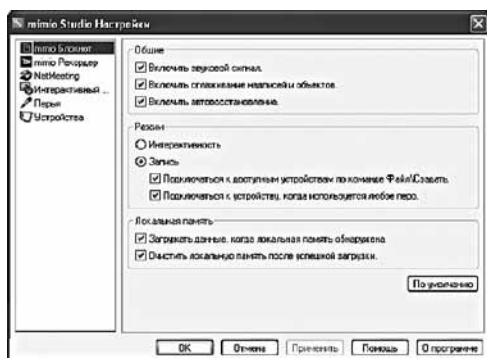 mimio Studio Настройки
mimio Блокнот
mimio Рекордер
NetMeeting
Интерактивный ...
Перья
Устройства
Общие
Включить звуковой сигнал.
Включить сглаживание надписей и объектов.
Включить автовосстановление.
Режим
Интерактивность
Запись
Подключаться к доступным устройствам по команде Файл\Создать.
Подключаться к устройству, когда используется любое перо.
Локальная память
Загружать данные, когда локальная память обнаружена.
Очистить локальную память после успешной загрузки.
По умолчанию
OK
Отмена
Применить
Помощь
О программе